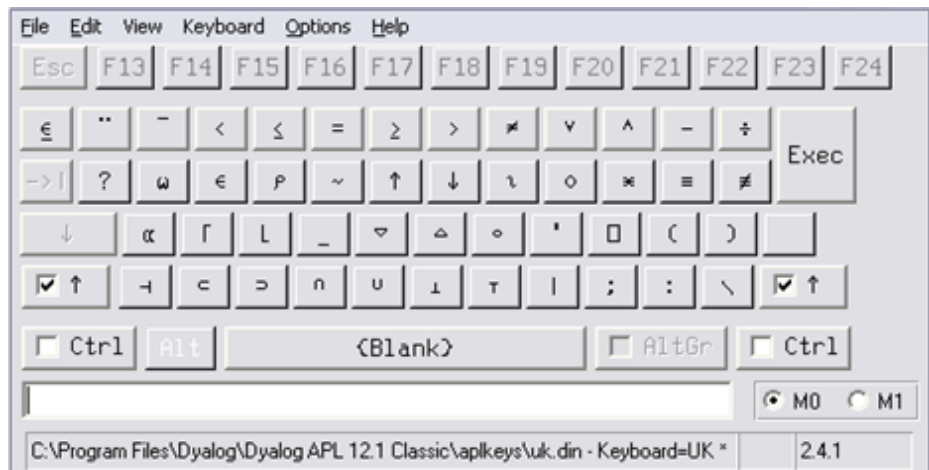 File Edit View Keyboard Options Help
Esc F13 F14 F15 F16 F17 F18 F19 F20 F21 F22 F23 F24
⍷ ¨ ¯ < ≤ = ≥ > ≠ ∨ ∧ − ÷ Exec
->| ? ⍵ ∊ ⍴ ~ ↑ ↓ ⍳ ○ * ≡ ≢
↓ ⍺ ⌈ ⌊ _ ∇ ∆ ∘ ' ⎕ ( )
↑ ⊣ ⊂ ⊃ ∩ ∪ ⊥ ⊤ | ; : \ ↑
Ctrl Alt {Blank} AltGr Ctrl
M0 M1
C:\Program Files\Dyalog\Dyalog APL 12.1 Classic\aplkeys\uk.din - Keyboard=UK * 2.4.1